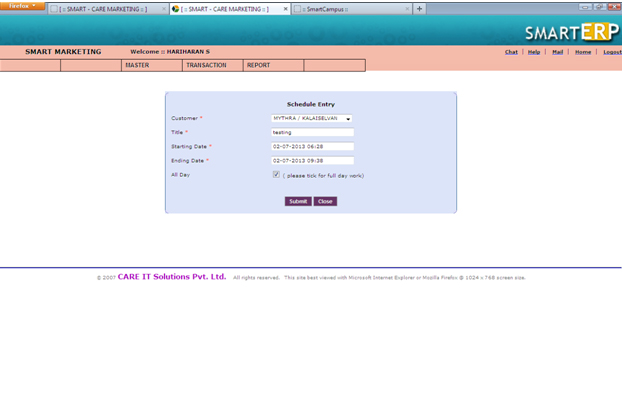 Firefox
[ :: SMART - CARE MARKETING :: ]
[ :: SMART - CARE MARKETING :: ]
:: SmartCampus ::
SMARTERP
SMART MARKETING Welcome :: HARIHARAN S Chat | Help | Mail | Home | Logout
MASTER TRANSACTION REPORT
Schedule Entry
Customer * MYTHRA / KALAISELVAN
Title * testing
Starting Date * 02-07-2013 06:28
Ending Date * 02-07-2013 09:38
All Day ( please tick for full day work)
Submit Close
© 2007 CARE IT Solutions Pvt. Ltd. All rights reserved. This site best viewed with Microsoft Internet Explorer or Mozilla Firefox @ 1024 x 768 screen size.